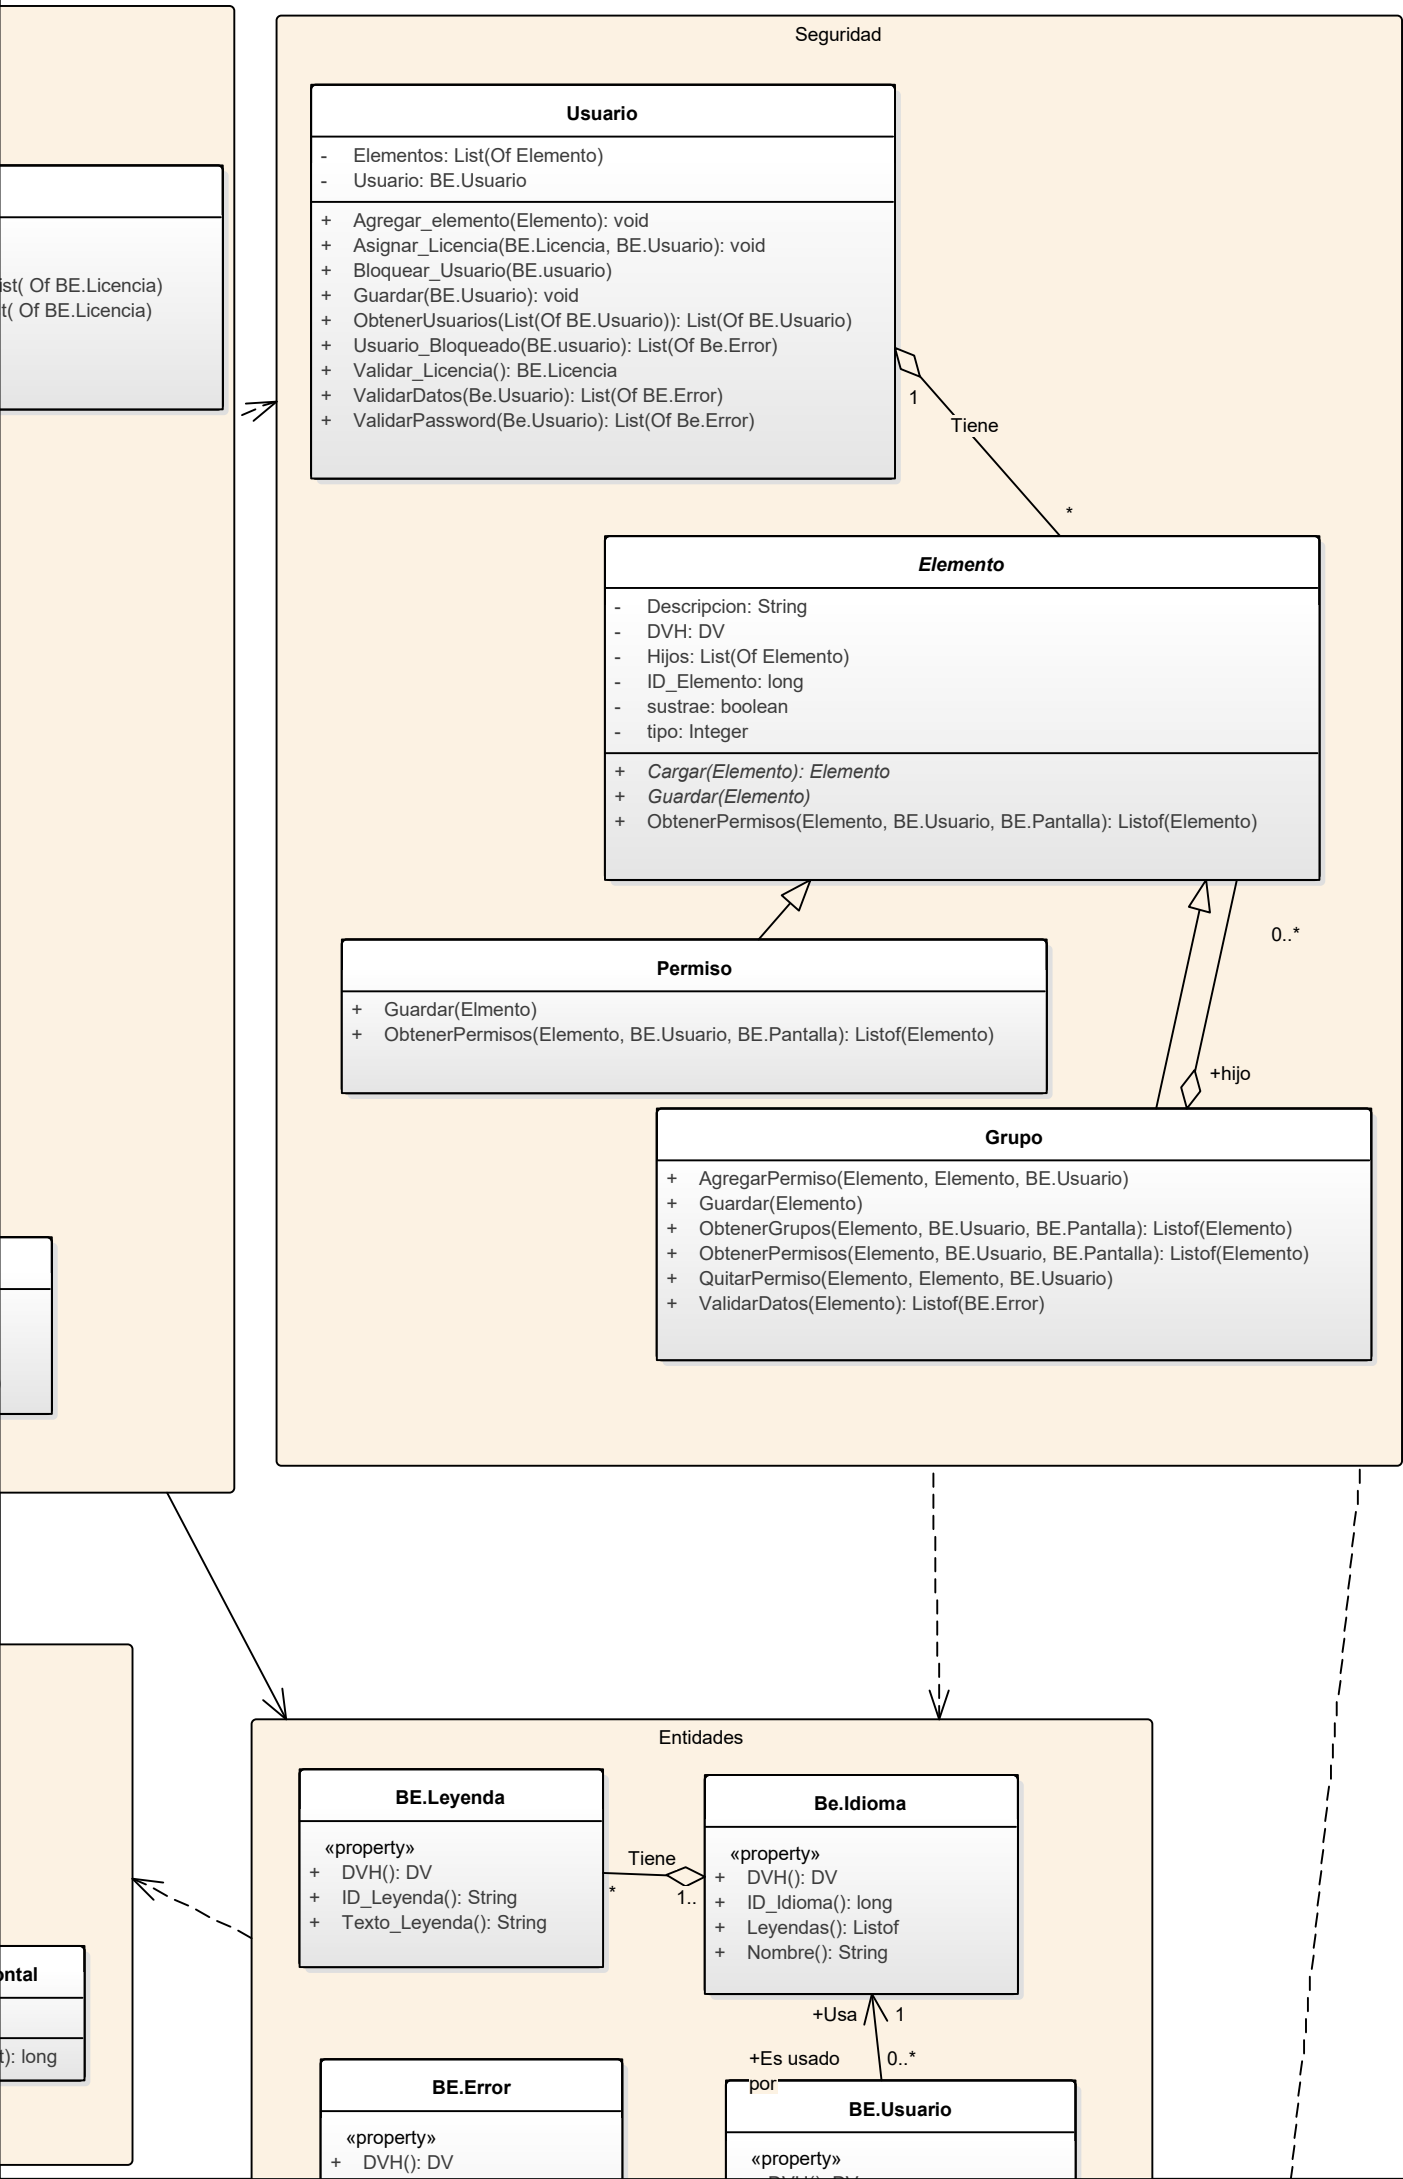 Seguridad
Usuario
- Elementos: List(Of Elemento)
- Usuario: BE.Usuario
+ Agregar_elemento(Elemento): void
+ Asignar_Licencia(BE.Licencia, BE.Usuario): void
+ Bloquear_Usuario(BE.usuario)
+ Guardar(BE.Usuario): void
+ ObtenerUsuarios(List(Of BE.Usuario)): List(Of BE.Usuario)
+ Usuario_Bloqueado(BE.usuario): List(Of Be.Error)
+ Validar_Licencia(): BE.Licencia
+ ValidarDatos(Be.Usuario): List(Of BE.Error)
+ ValidarPassword(Be.Usuario): List(Of Be.Error)
ist( Of BE.Licencia)
t( Of BE.Licencia)
1
Tiene
*
Elemento
- Descripcion: String
- DVH: DV
- Hijos: List(Of Elemento)
- ID_Elemento: long
- sustrae: boolean
- tipo: Integer
+ Cargar(Elemento): Elemento
+ Guardar(Elemento)
+ ObtenerPermisos(Elemento, BE.Usuario, BE.Pantalla): Listof(Elemento)
0..*
Permiso
+ Guardar(Elmento)
+ ObtenerPermisos(Elemento, BE.Usuario, BE.Pantalla): Listof(Elemento)
+hijo
Grupo
+ AgregarPermiso(Elemento, Elemento, BE.Usuario)
+ Guardar(Elemento)
+ ObtenerGrupos(Elemento, BE.Usuario, BE.Pantalla): Listof(Elemento)
+ ObtenerPermisos(Elemento, BE.Usuario, BE.Pantalla): Listof(Elemento)
+ QuitarPermiso(Elemento, Elemento, BE.Usuario)
+ ValidarDatos(Elemento): Listof(BE.Error)
Entidades
BE.Leyenda
«property»
+ DVH(): DV
+ ID_Leyenda(): String
+ Texto_Leyenda(): String
Tiene
*
1..
Be.Idioma
«property»
+ DVH(): DV
+ ID_Idioma(): long
+ Leyendas(): Listof
+ Nombre(): String
+Usa
1
+Es usado
por
0..*
ontal
t): long
BE.Error
«property»
+ DVH(): DV
BE.Usuario
«property»